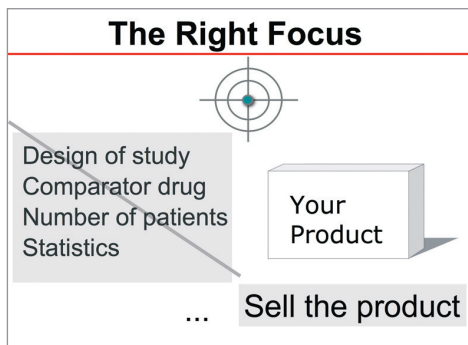 The Right Focus
Design of study
Comparator drug
Number of patients
Statistics
Your
Product
...
Sell the product